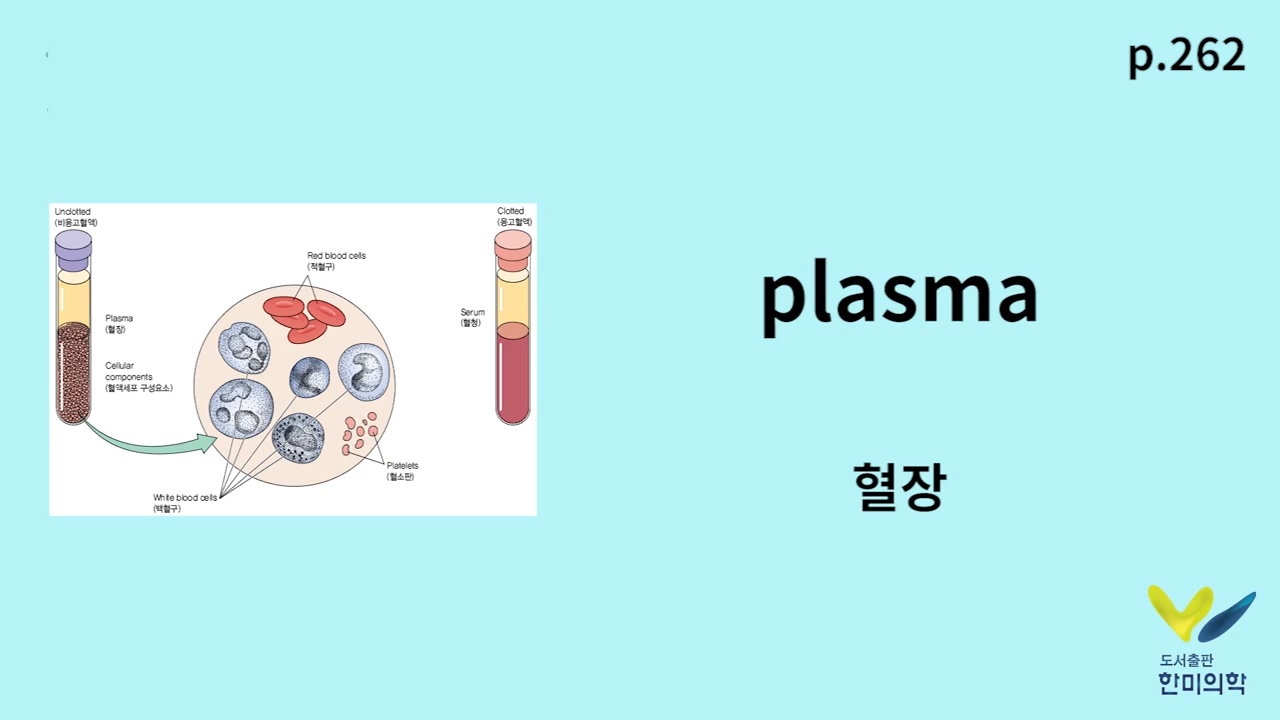 p.262
Unclotted
(비응고혈액)
Clotted
(응고혈액)
Red blood cells
(적혈구)
Plasma
(혈장)
Serum
(혈청)
Cellular
components
(혈액세포 구성요소)
Platelets
(혈소판)
White blood cells
(백혈구)
plasma
혈장
도서출판
한미의학